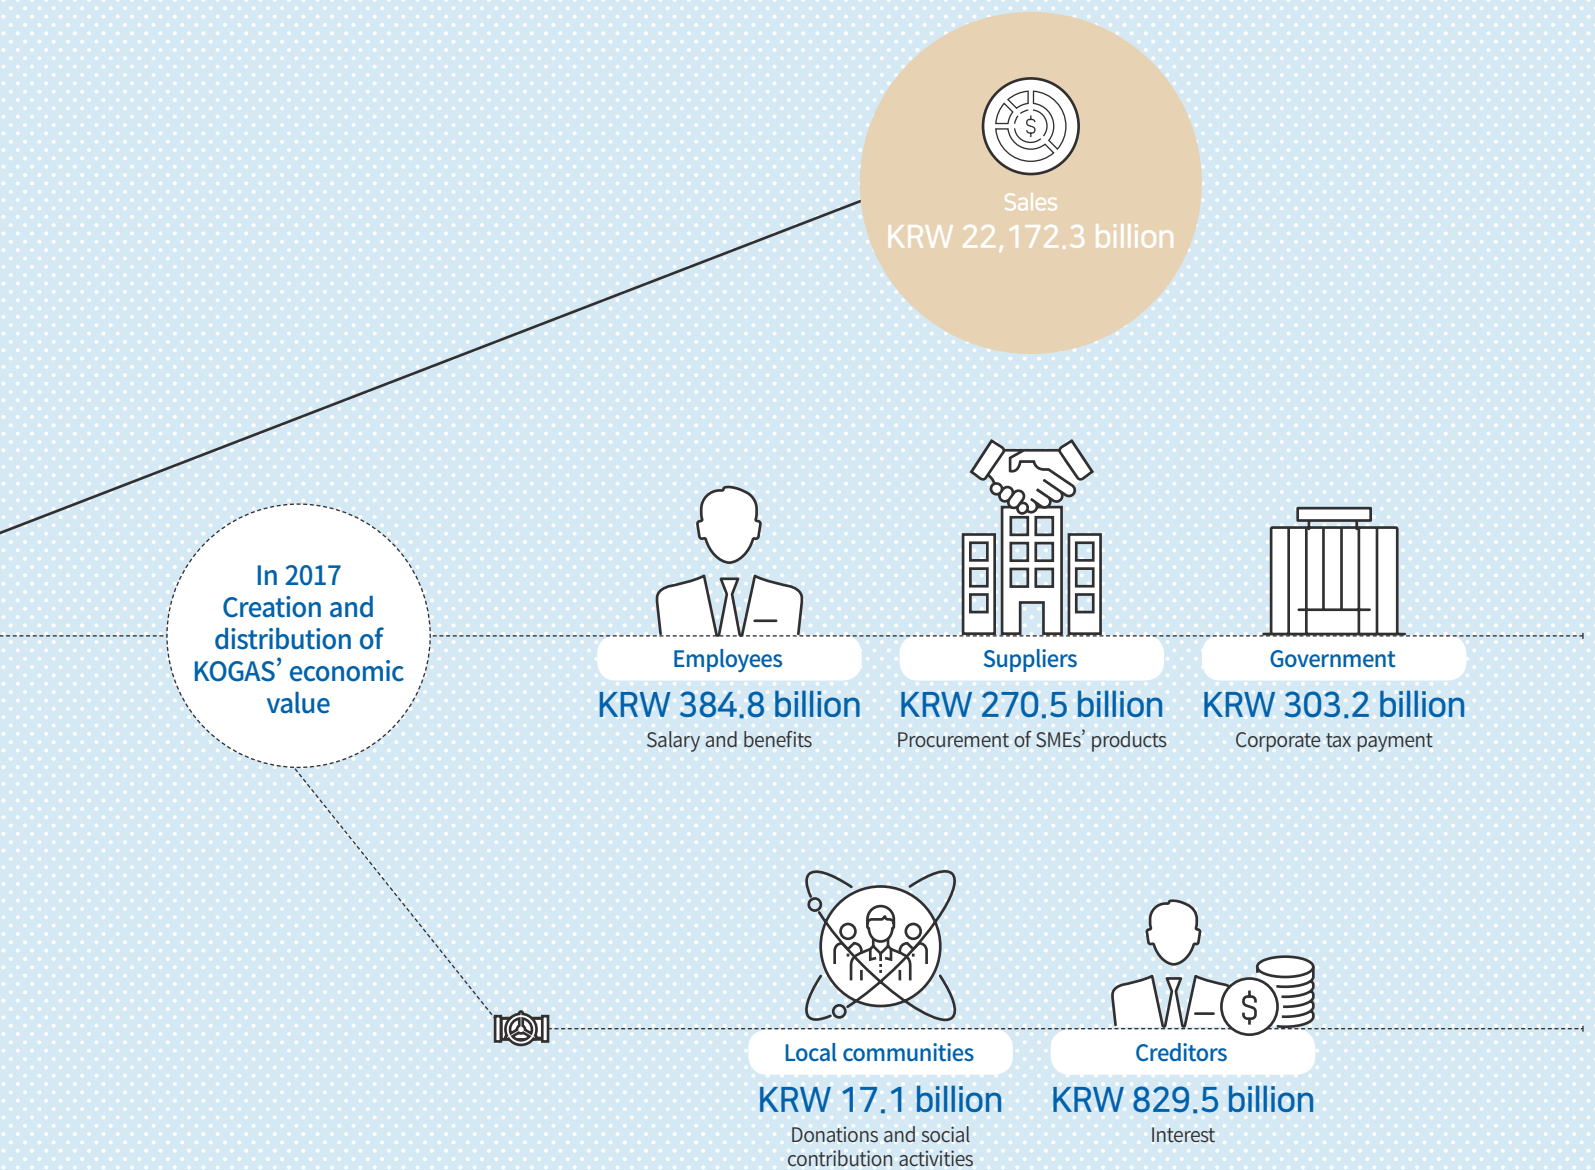 $
Sales
KRW 22,172.3 billion
In 2017
Creation and
distribution of
KOGAS’ economic
value
Employees
KRW 384.8 billion
Salary and benefits
Suppliers
KRW 270.5 billion
Procurement of SMEs’ products
Government
KRW 303.2 billion
Corporate tax payment
Local communities
KRW 17.1 billion
Donations and social
contribution activities
$
Creditors
KRW 829.5 billion
Interest